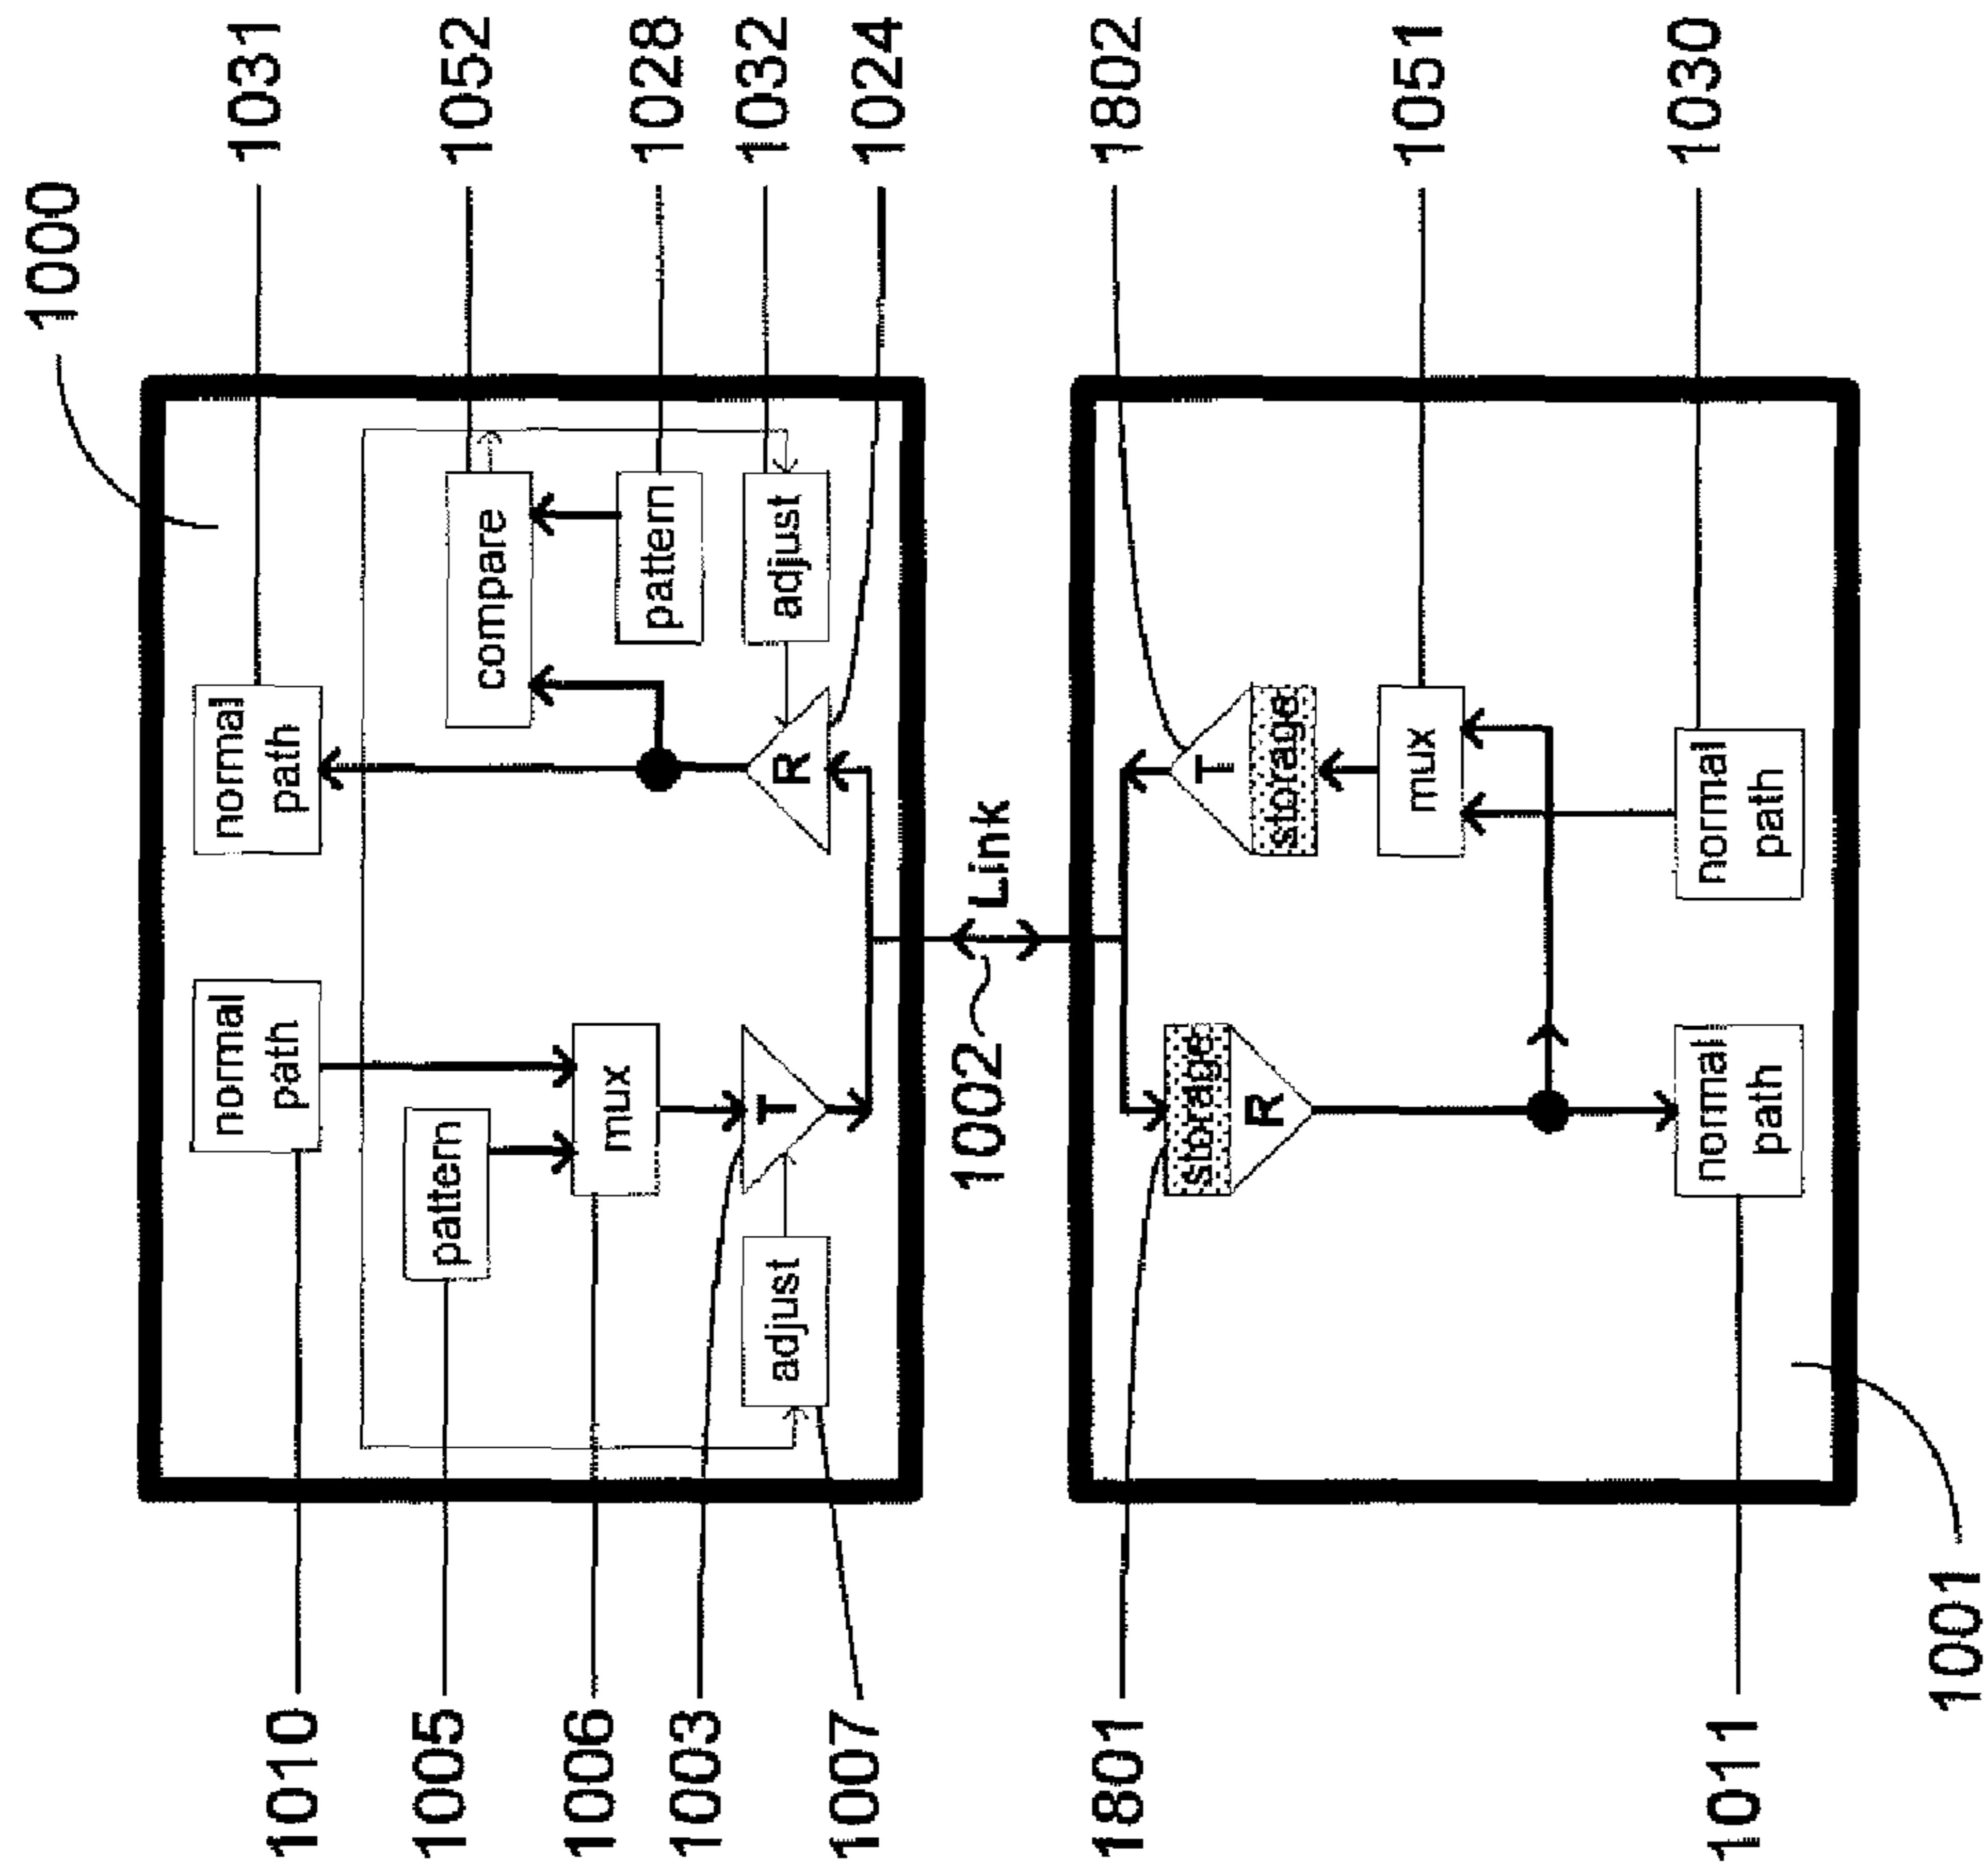 1000
1010
normal
path
normal
path
1031
1005
pattern
compare
1052
1006
mux
pattern
1028
1003
adjust
T
R
adjust
1032
1007
1024
1002
Link
1801
storage
R
T
storage
1802
mux
1051
1011
normal
path
normal
path
1030
1001